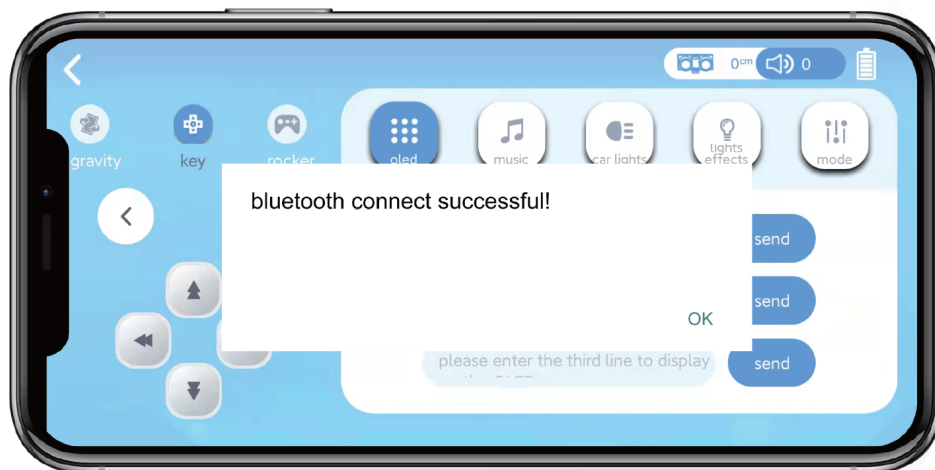 0cm
0
gravity
key
rocker
oled
music
car lights
lights
effects
mode
bluetooth connect successful!
OK
send
send
please enter the third line to display
send